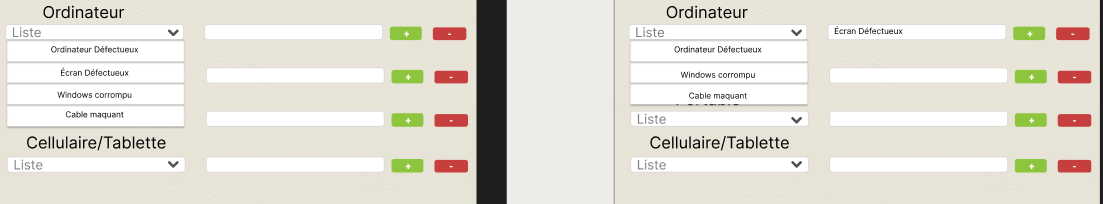 Ordinateur
Liste
+ -
Ordinateur Défectueux
Écran Défectueux
+ -
Windows corrompu
Cable maquant
+ -
Cellulaire/Tablette
Liste
+ -
Ordinateur
Liste
Écran Défectueux
+ -
Ordinateur Défectueux
Windows corrompu
+ -
Cable maquant
Liste
+ -
Cellulaire/Tablette
Liste
+ -